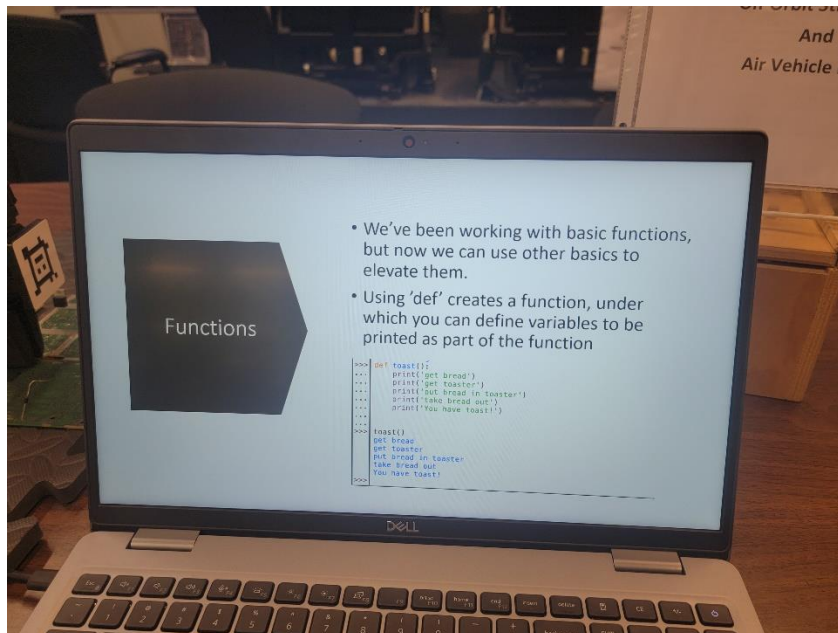 And
Air Vehicle
Functions
• We've been working with basic functions,
but now we can use other basics to
elevate them.
• Using 'def' creates a function, under
which you can define variables to be
printed as part of the function
>>> def toast():
... print('get bread')
... print('get toaster')
... print('put bread in toaster')
... print('take bread out')
... print('You have toast!')
...
...
>>> toast()
get bread
get toaster
put bread in toaster
take bread out
You have toast!
>>>
DELL